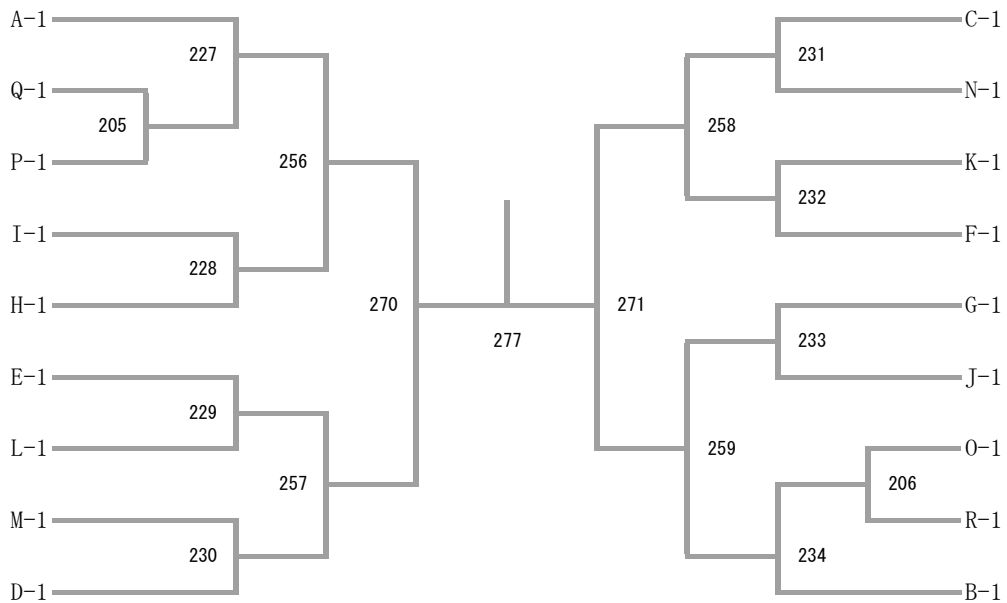 A-1
C-1
227
231
Q-1
N-1
205
258
P-1
256
K-1
232
I-1
F-1
228
H-1
270
271
G-1
277
233
E-1
J-1
229
L-1
259
O-1
257
206
M-1
R-1
230
234
D-1
B-1